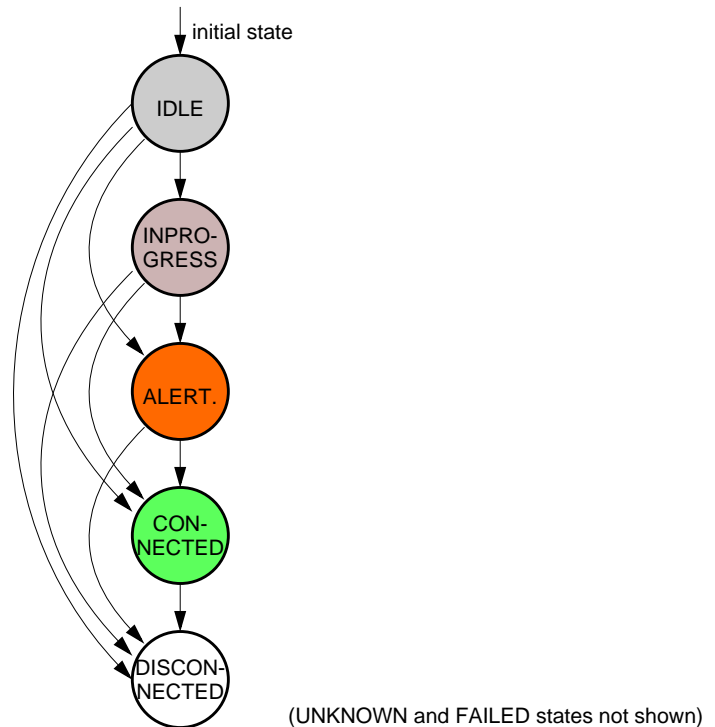 initial state
IDLE
INPRO-
GRESS
ALERT.
CON-
NECTED
DISCON-
NECTED
(UNKNOWN and FAILED states not shown)